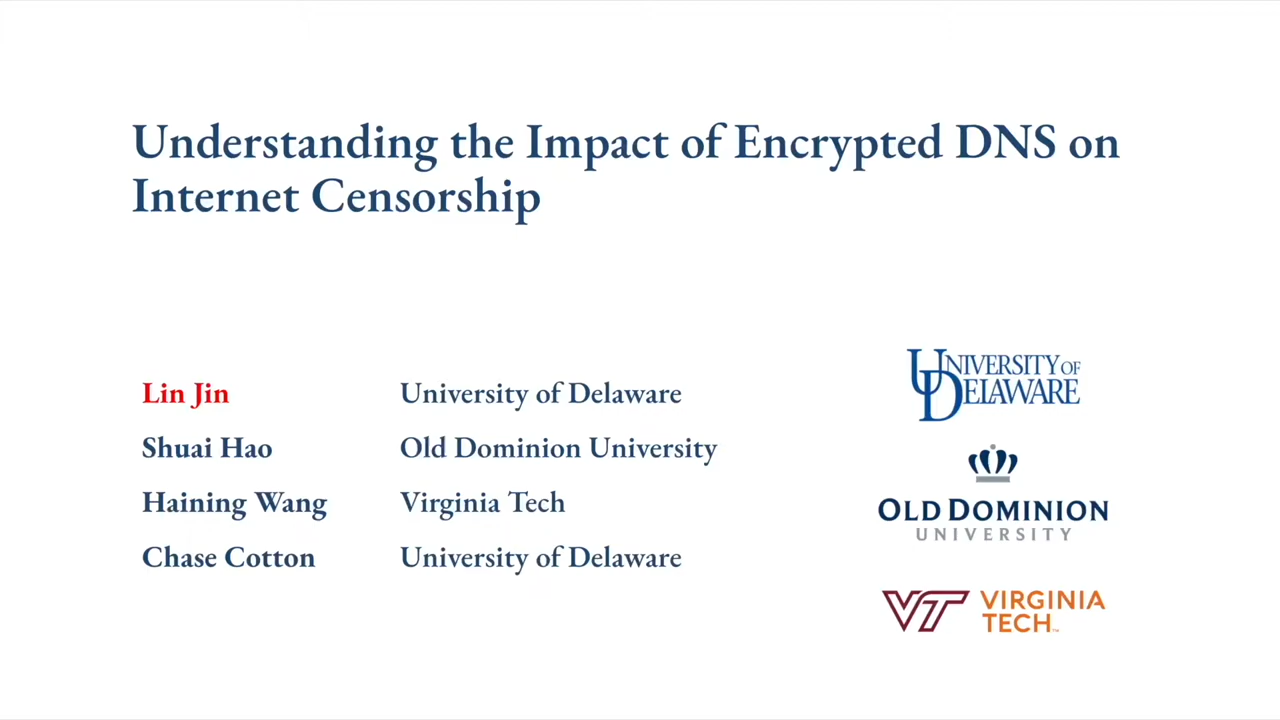 Understanding the Impact of Encrypted DNS on
Internet Censorship
Lin Jin University of Delaware
Shuai Hao Old Dominion University
Haining Wang Virginia Tech
Chase Cotton University of Delaware
UNIVERSITY OF
DELAWARE
OLD DOMINION
UNIVERSITY
VT VIRGINIA
TECH™